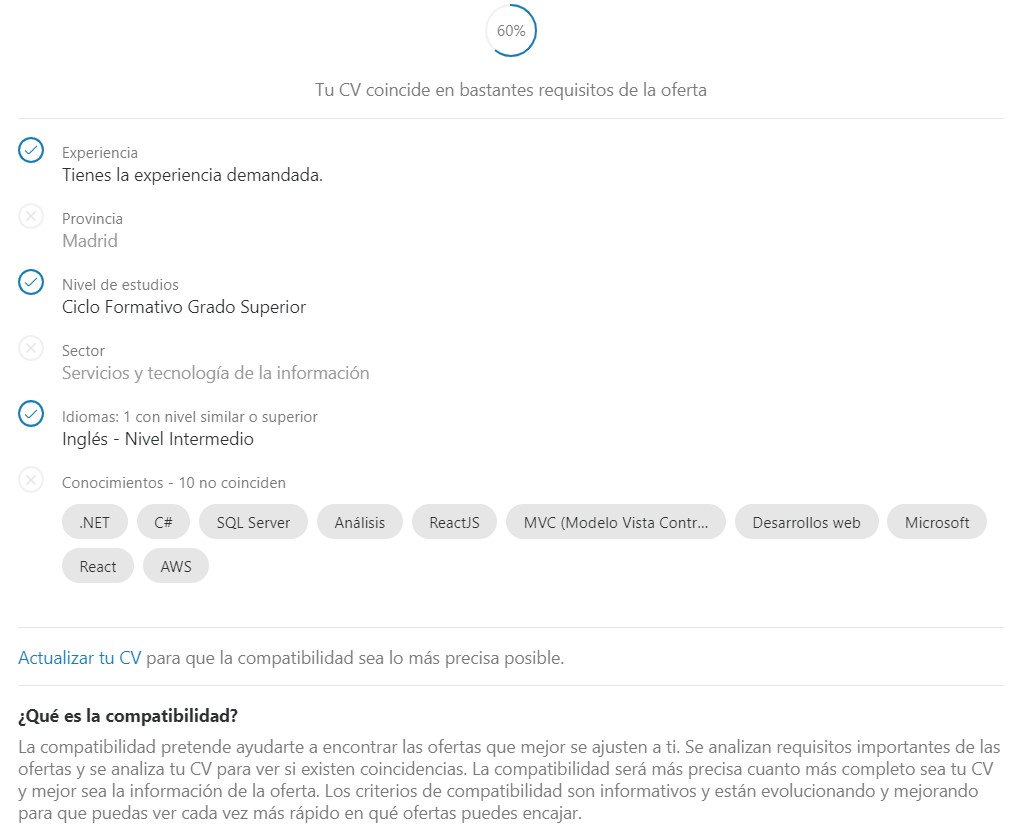 60%
Tu CV coincide en bastantes requisitos de la oferta
Experiencia
Tienes la experiencia demandada.
Provincia
Madrid
Nivel de estudios
Ciclo Formativo Grado Superior
Sector
Servicios y tecnología de la información
Idiomas: 1 con nivel similar o superior
Inglés - Nivel Intermedio
Conocimientos - 10 no coinciden
.NET C# SQL Server Análisis ReactJS MVC (Modelo Vista Contr... Desarrollos web Microsoft
React AWS
Actualizar tu CV para que la compatibilidad sea lo más precisa posible.
¿Qué es la compatibilidad?
La compatibilidad pretende ayudarte a encontrar las ofertas que mejor se ajusten a ti. Se analizan requisitos importantes de las
ofertas y se analiza tu CV para ver si existen coincidencias. La compatibilidad será más precisa cuanto más completo sea tu CV
y mejor sea la información de la oferta. Los criterios de compatibilidad son informativos y están evolucionando y mejorando
para que puedas ver cada vez más rápido en qué ofertas puedes encajar.